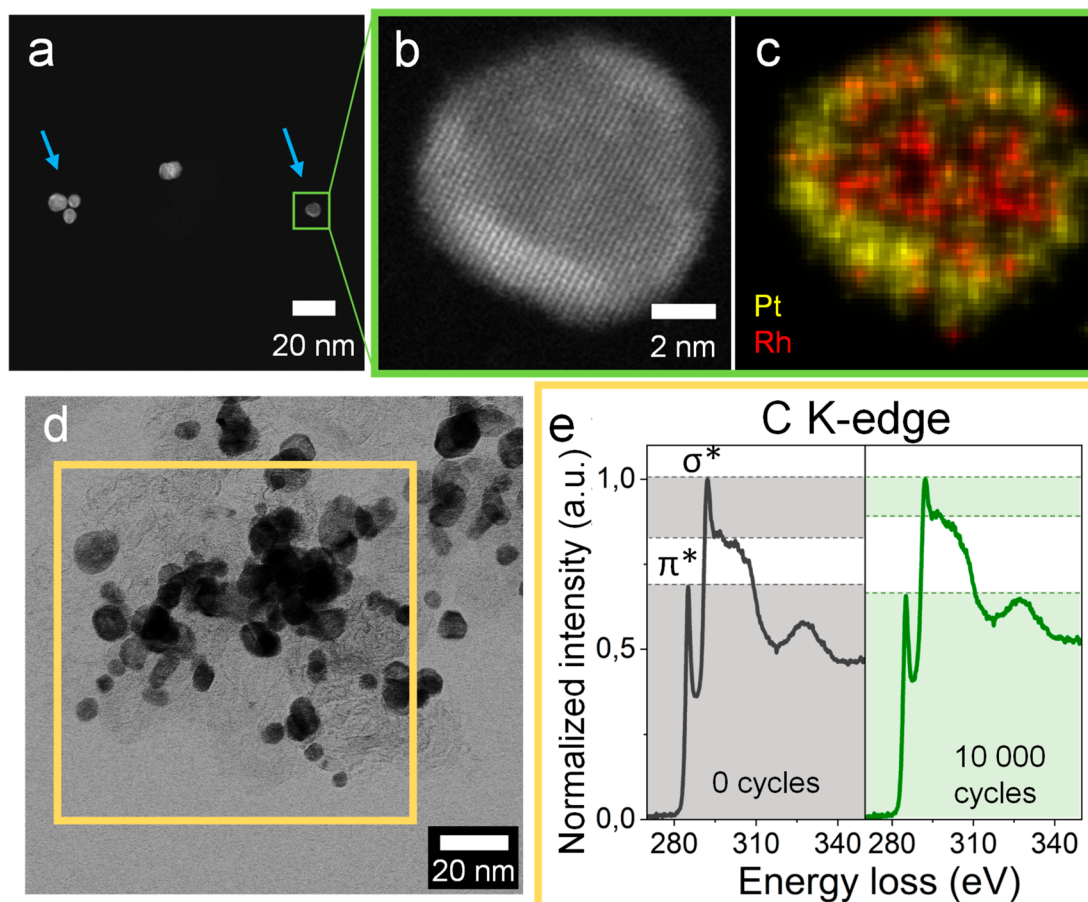 a
20 nm
b
2 nm
c
Pt
Rh
d
20 nm
e
C K-edge
Normalized intensity (a.u.)
1,0
0,5
0,0
σ*
π*
0 cycles
10 000
cycles
280
310
340
280
310
340
Energy loss (eV)